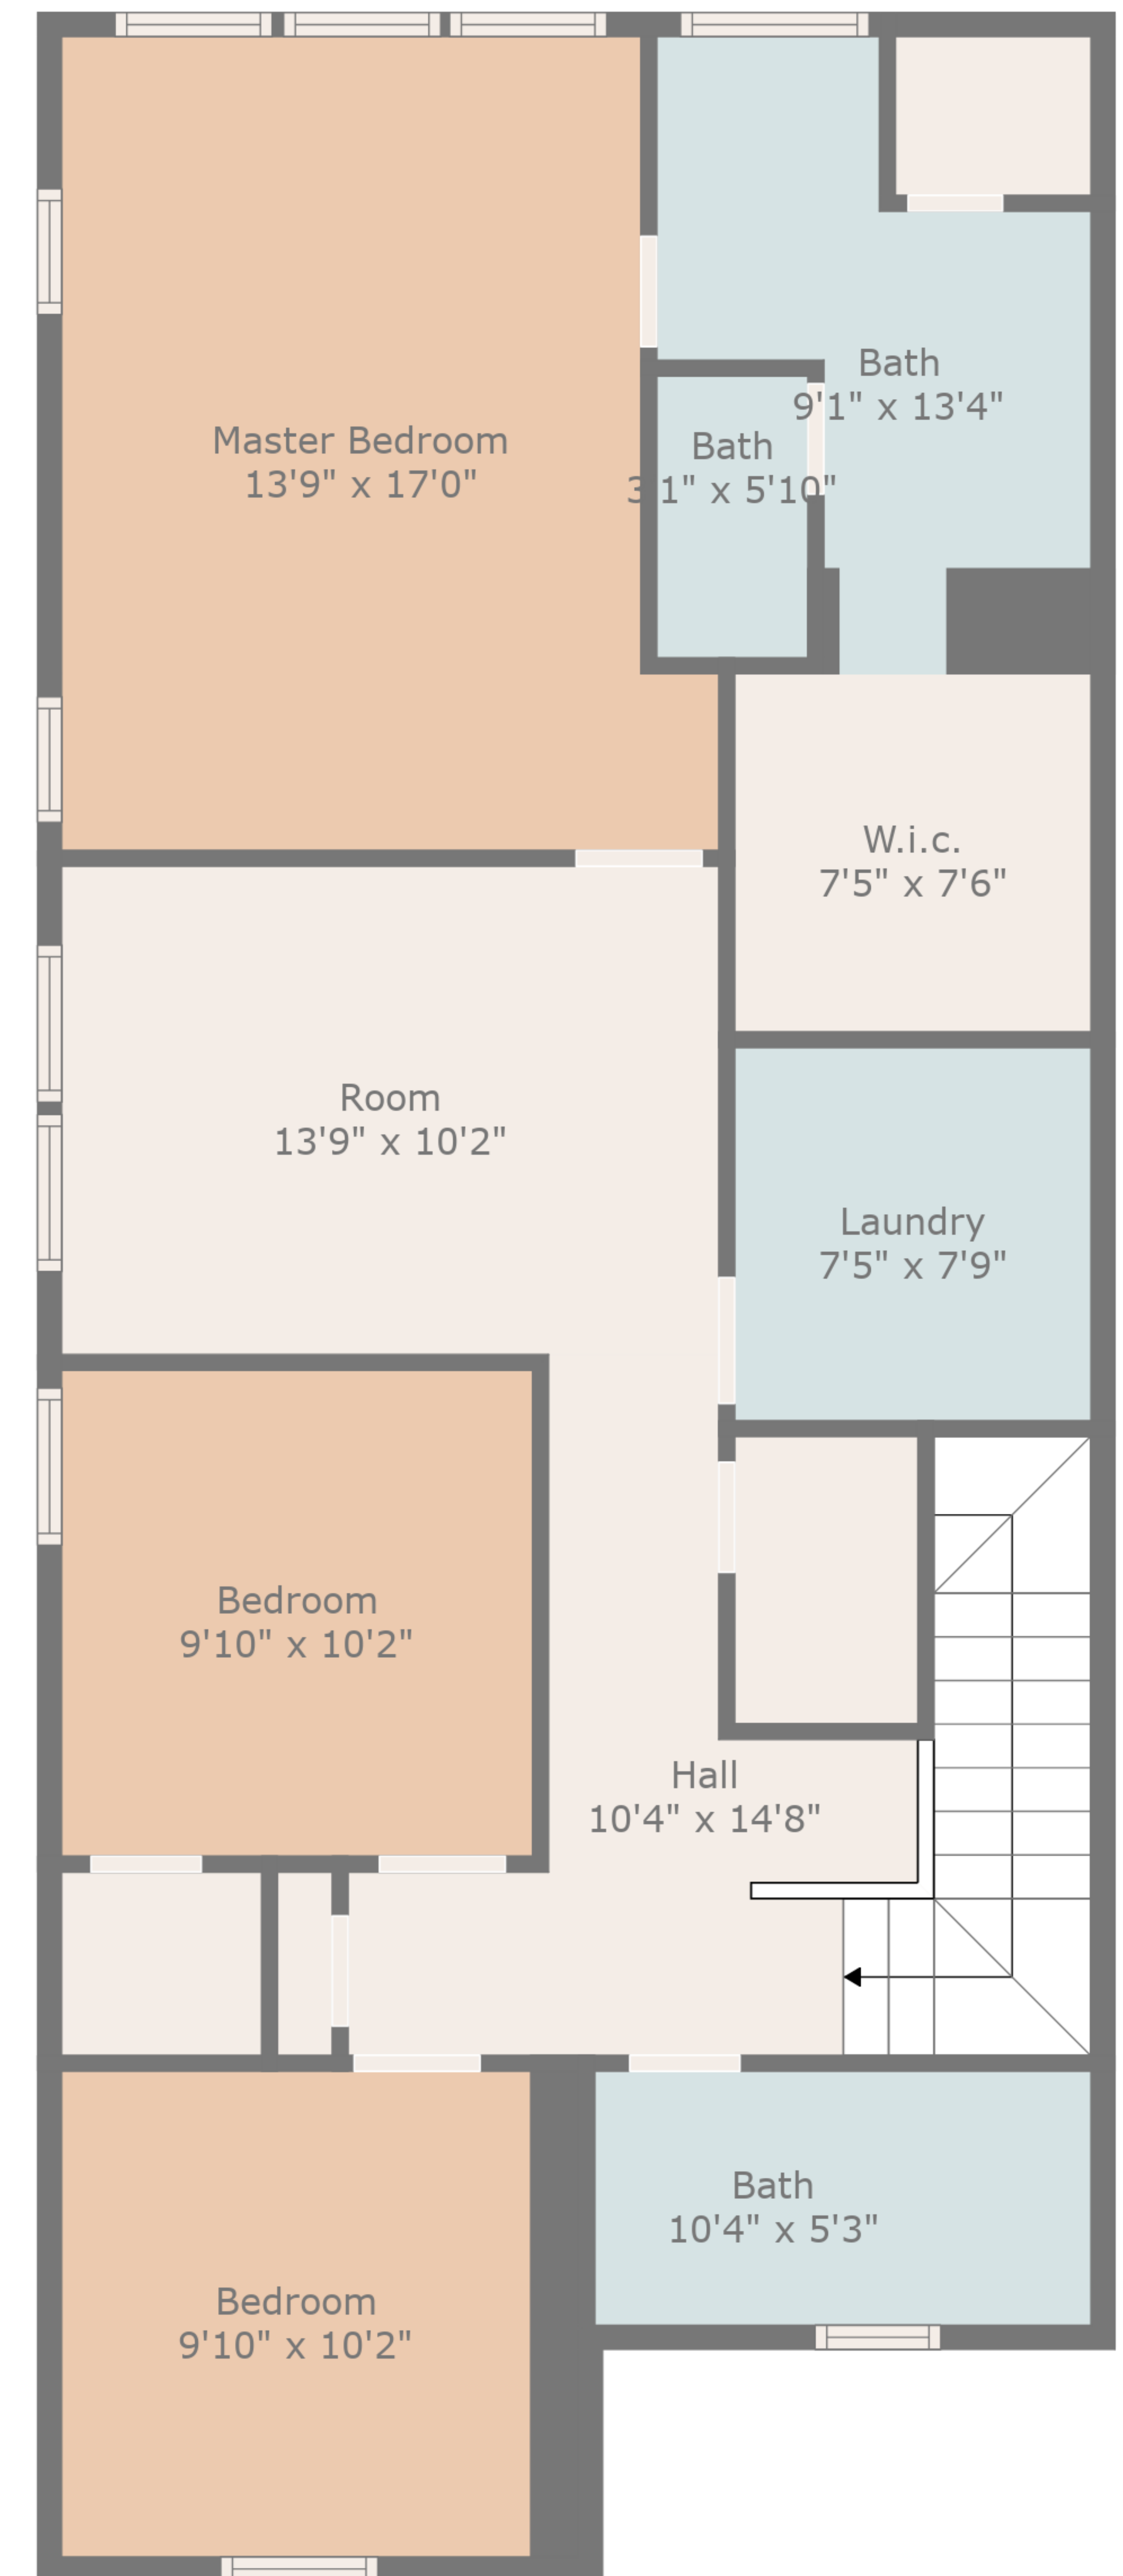 Bath
9'1" x 13'4"
Master Bedroom
13'9" x 17'0"
Bath
3'1" x 5'10"
W.i.c.
7'5" x 7'6"
Room
13'9" x 10'2"
Laundry
7'5" x 7'9"
Bedroom
9'10" x 10'2"
Hall
10'4" x 14'8"
Bath
10'4" x 5'3"
Bedroom
9'10" x 10'2"